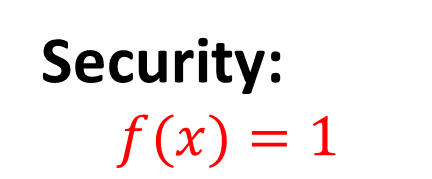 Security:
f(x) = 1